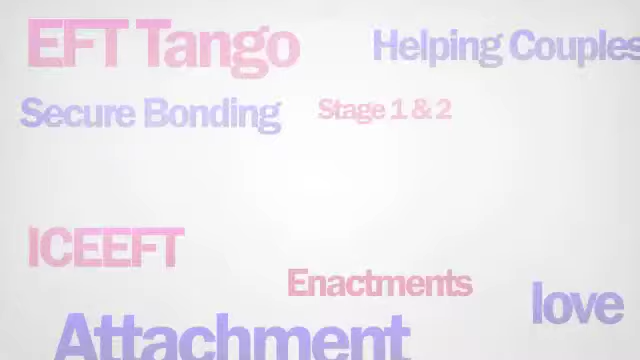 EFT Tango
Helping Couples
Secure Bonding
Stage 1 & 2
ICEEFT
Enactments
love
Attachment